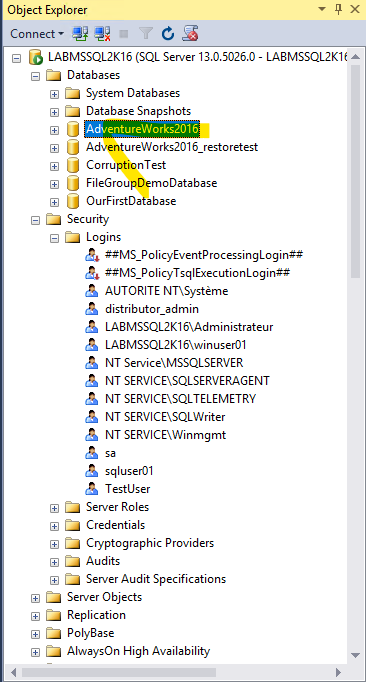 Object Explorer
Connect
LABMSSQL2K16 (SQL Server 13.0.5026.0 - LABMSSQL2K16
Databases
System Databases
Database Snapshots
AdventureWorks2016
AdventureWorks2016_restoretest
CorruptionTest
FileGroupDemoDatabase
OurFirstDatabase
Security
Logins
##MS_PolicyEventProcessingLogin##
##MS_PolicyTsqlExecutionLogin##
AUTORITE NT\Système
distributor_admin
LABMSSQL2K16\Administrateur
LABMSSQL2K16\winuser01
NT Service\MSSQLSERVER
NT SERVICE\SQLSERVERAGENT
NT SERVICE\SQLTELEMETRY
NT SERVICE\SQLWriter
NT SERVICE\Winmgmt
sa
sqluser01
TestUser
Server Roles
Credentials
Cryptographic Providers
Audits
Server Audit Specifications
Server Objects
Replication
PolyBase
AlwaysOn High Availability